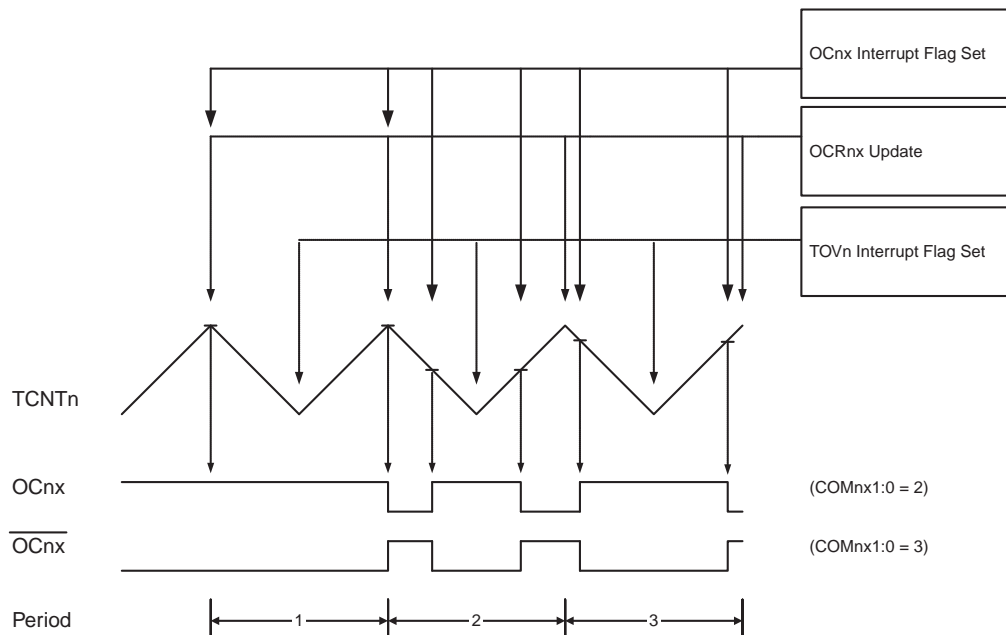 OCnx Interrupt Flag Set
OCRnx Update
TOVn Interrupt Flag Set
TCNTn
OCnx (COMnx1:0 = 2)
OCnx (COMnx1:0 = 3)
Period 1 2 3